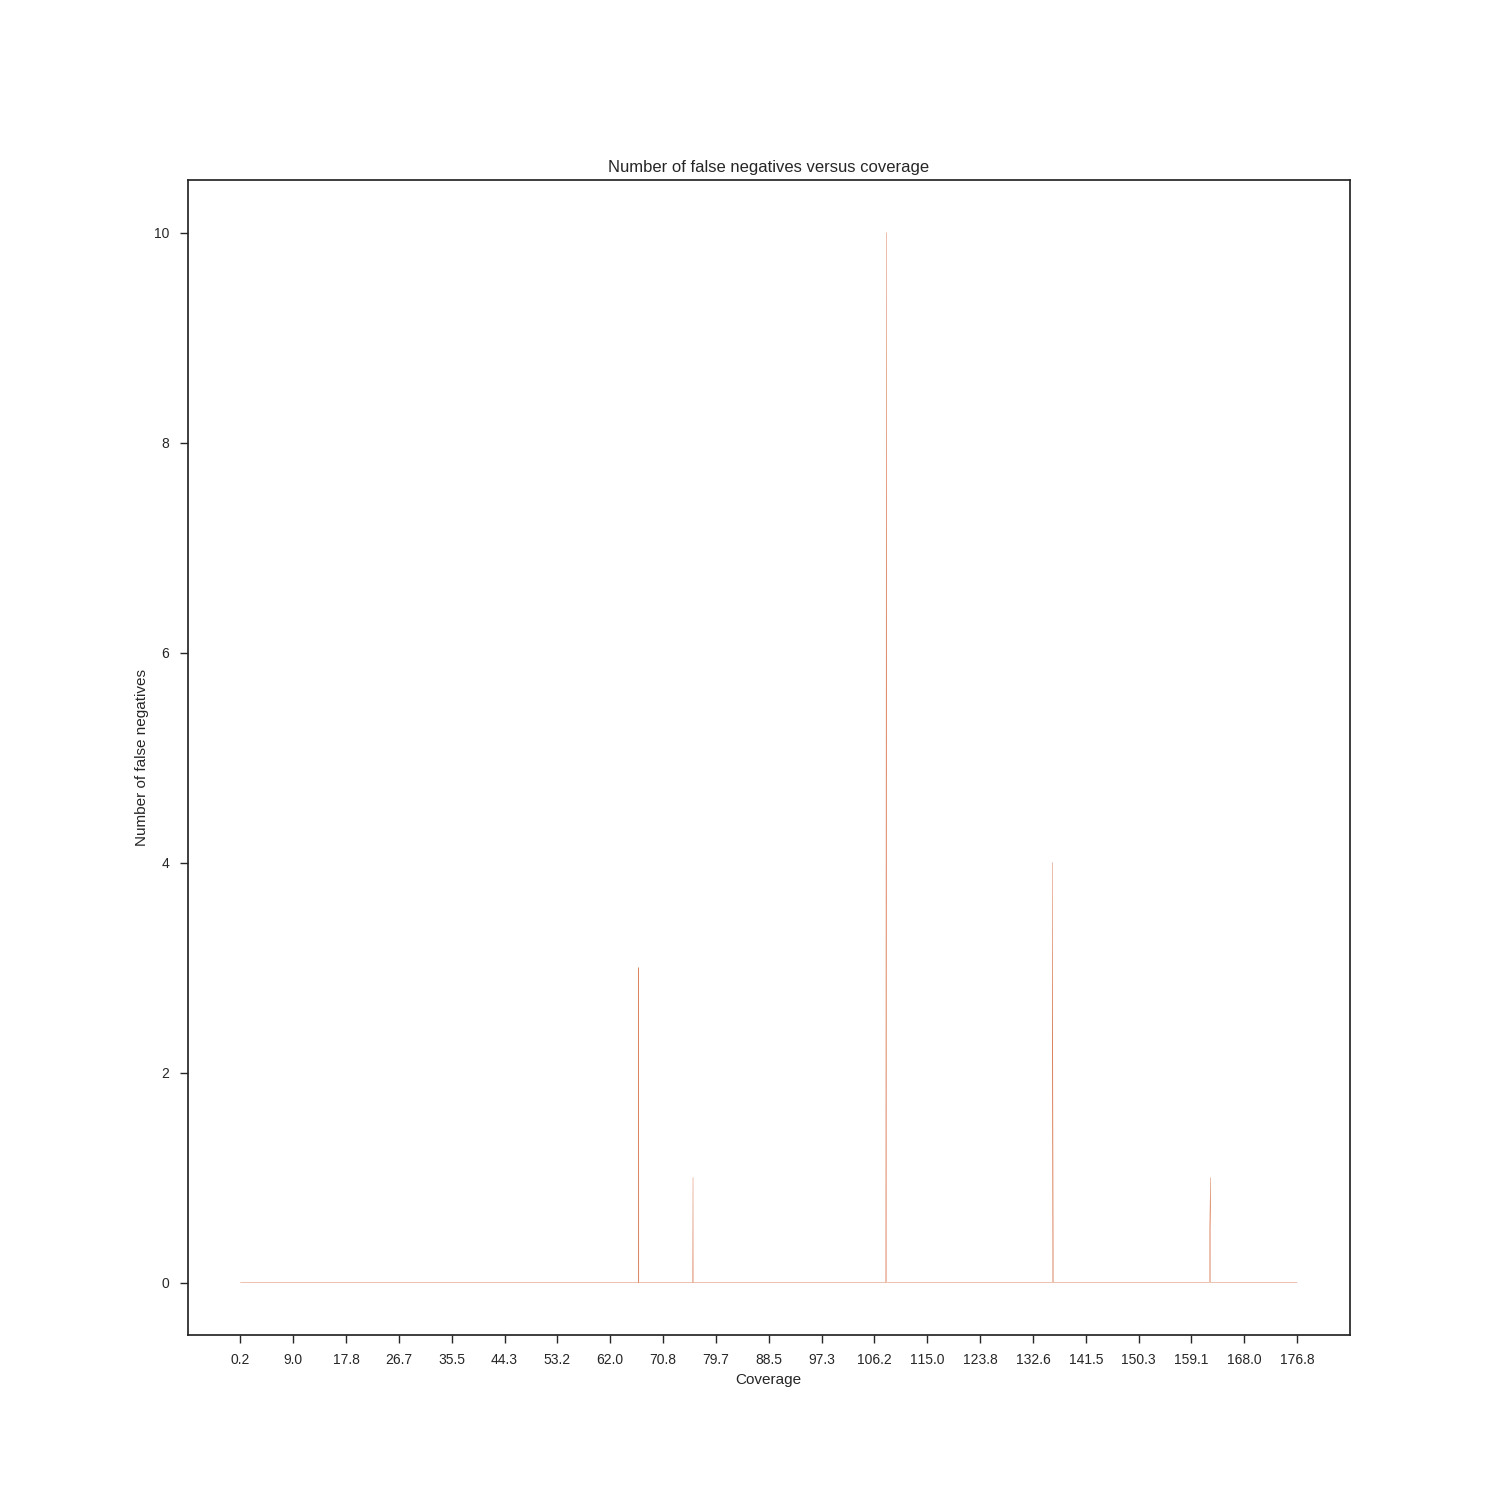 Number of false negatives versus coverage
10
8
6
4
2
0
Number of false negatives
0.2 9.0 17.8 26.7 35.5 44.3 53.2 62.0 70.8 79.7 88.5 97.3 106.2 115.0 123.8 132.6 141.5 150.3 159.1 168.0 176.8
Coverage